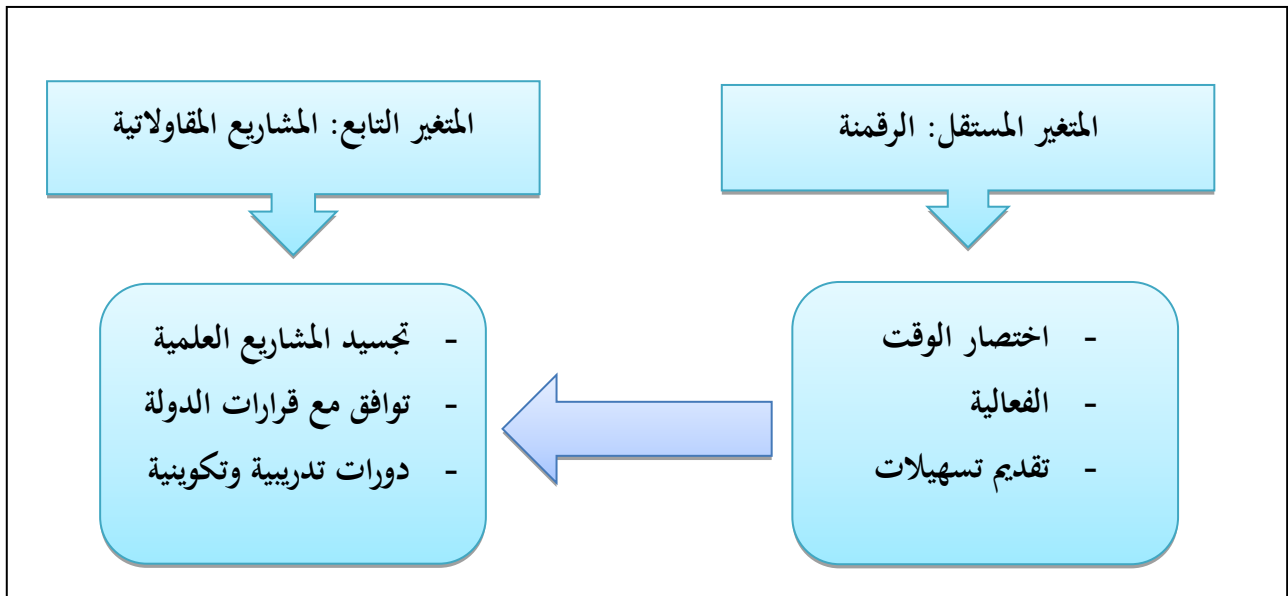 المتغير المستقل: الرقمنة
- اختصار الوقت
- الفعالية
- تقديم تسهيلات
المتغير التابع: المشاريع المقاولاتية
- تجسيد المشاريع العلمية
- توافق مع قرارات الدولة
- دورات تدريبية وتكوينية